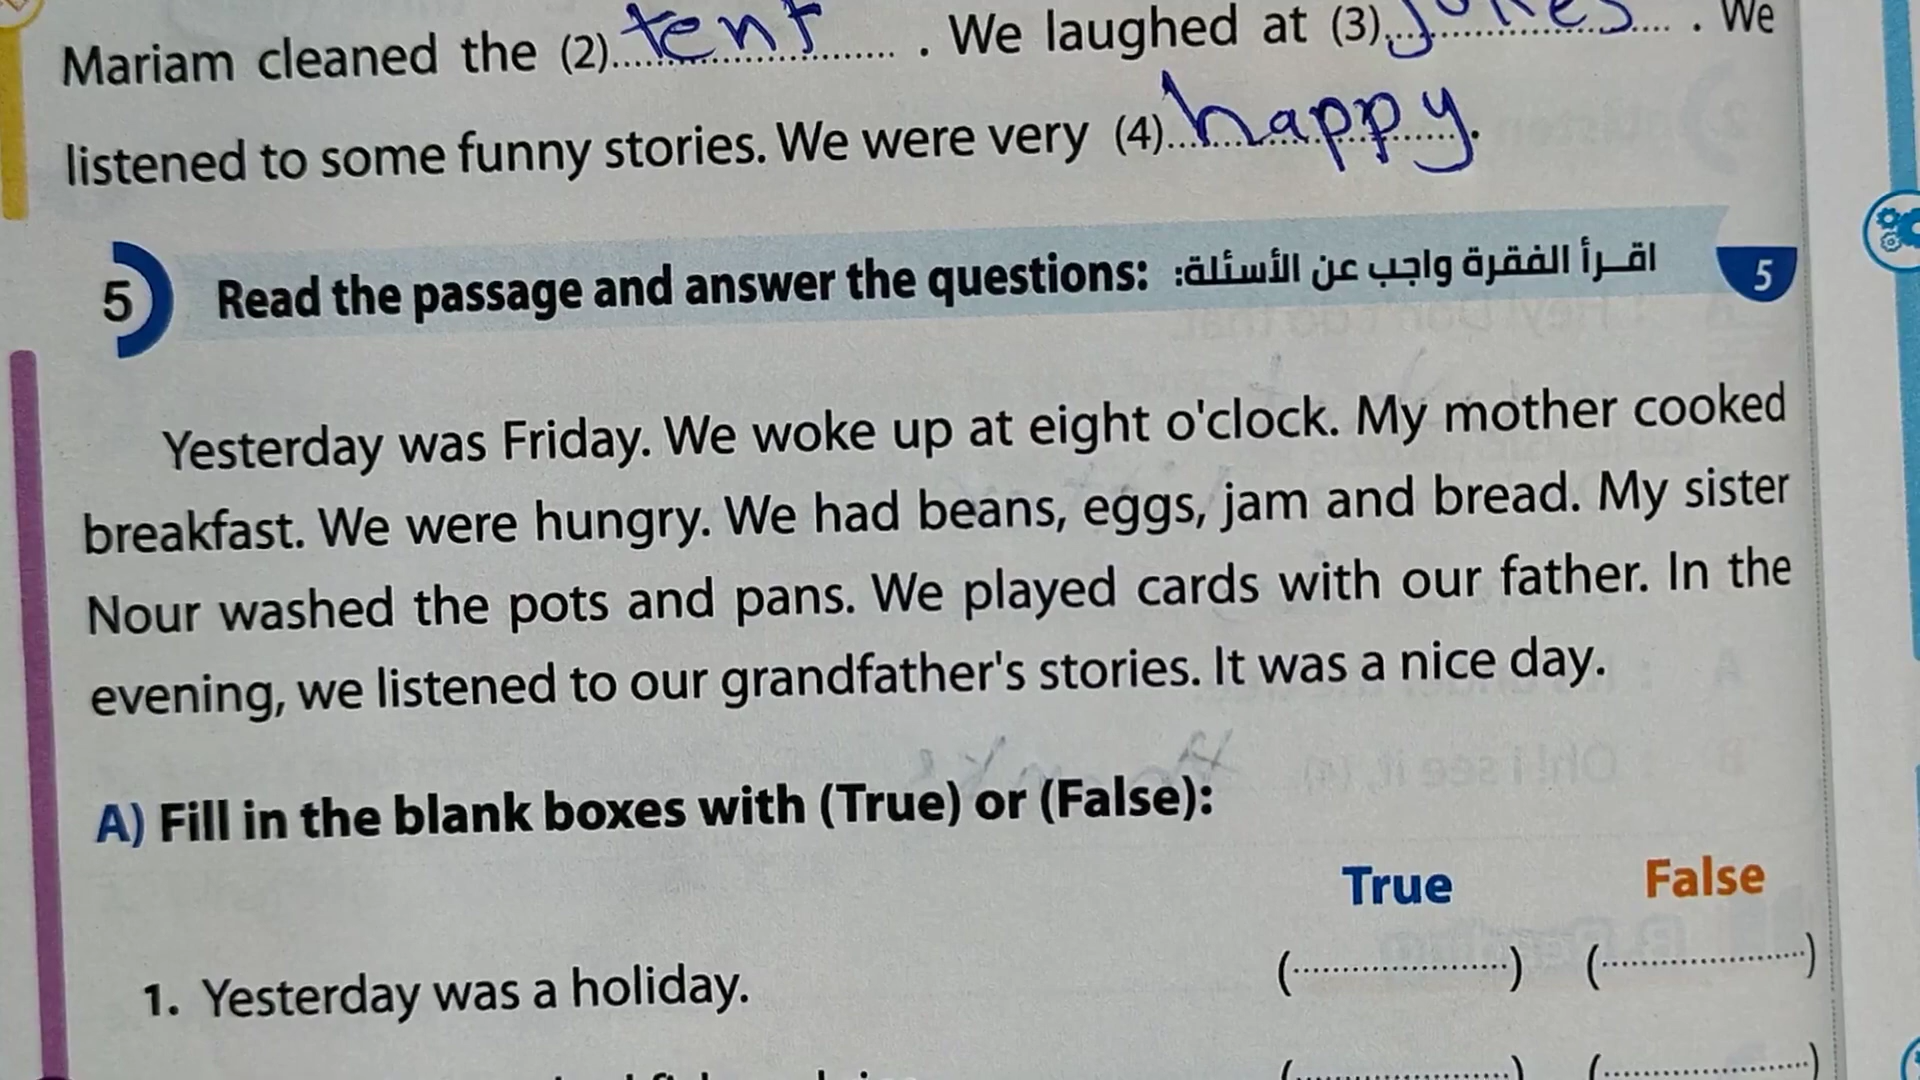 Mariam cleaned the (2) tent . We laughed at (3) jokes . We
listened to some funny stories. We were very (4) happy.
5 Read the passage and answer the questions: اقرأ الفقرة واجب عن الأسئلة: 5
Yesterday was Friday. We woke up at eight o'clock. My mother cooked
breakfast. We were hungry. We had beans, eggs, jam and bread. My sister
Nour washed the pots and pans. We played cards with our father. In the
evening, we listened to our grandfather's stories. It was a nice day.
A) Fill in the blank boxes with (True) or (False):
True False
1. Yesterday was a holiday. (....................) (....................)